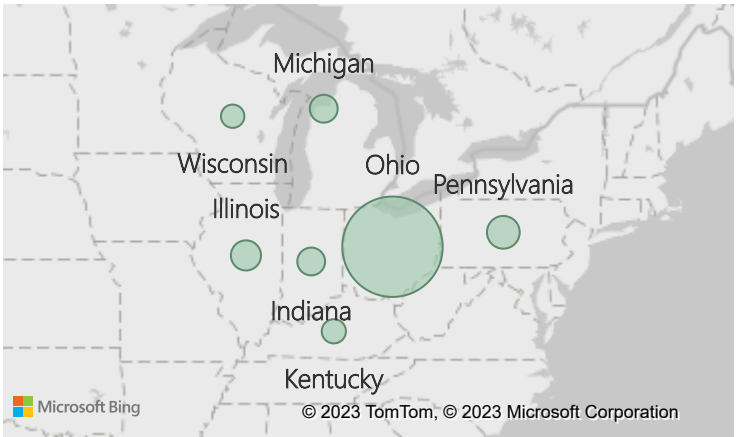 Michigan
Wisconsin
Ohio
Pennsylvania
Illinois
Indiana
Kentucky
Microsoft Bing
© 2023 TomTom, © 2023 Microsoft Corporation